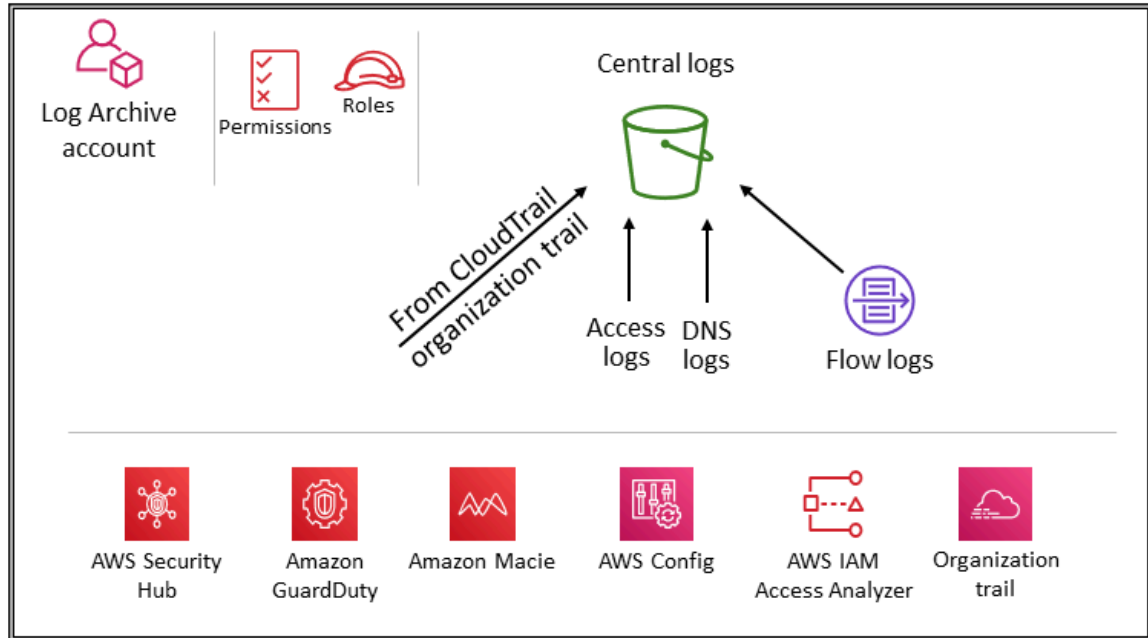 Log Archive
account
Permissions
Roles
Central logs
From CloudTrail
organization trail
Access
logs
DNS
logs
Flow logs
AWS Security
Hub
Amazon
GuardDuty
Amazon Macie
AWS Config
AWS IAM
Access Analyzer
Organization
trail